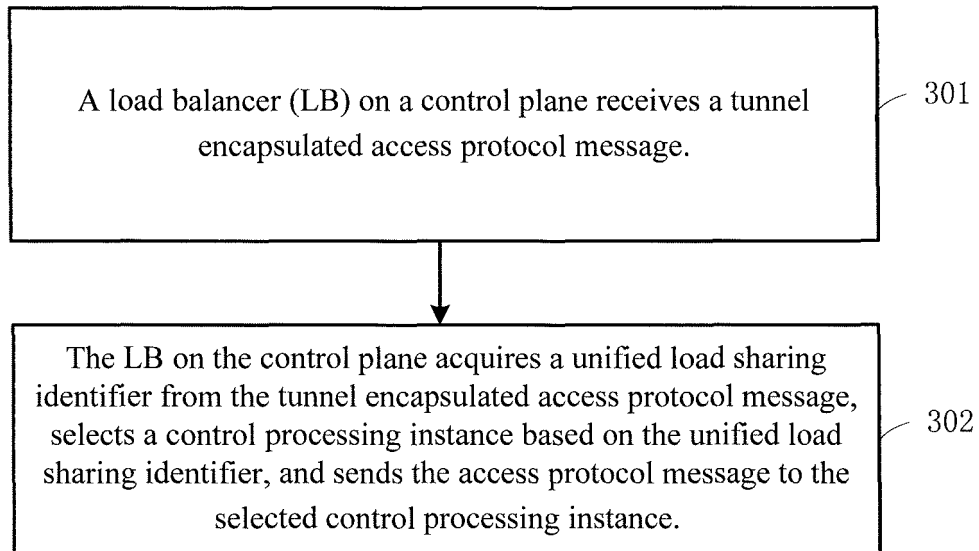 A load balancer (LB) on a control plane receives a tunnel
encapsulated access protocol message.
301
The LB on the control plane acquires a unified load sharing
identifier from the tunnel encapsulated access protocol message,
selects a control processing instance based on the unified load
sharing identifier, and sends the access protocol message to the
selected control processing instance.
302